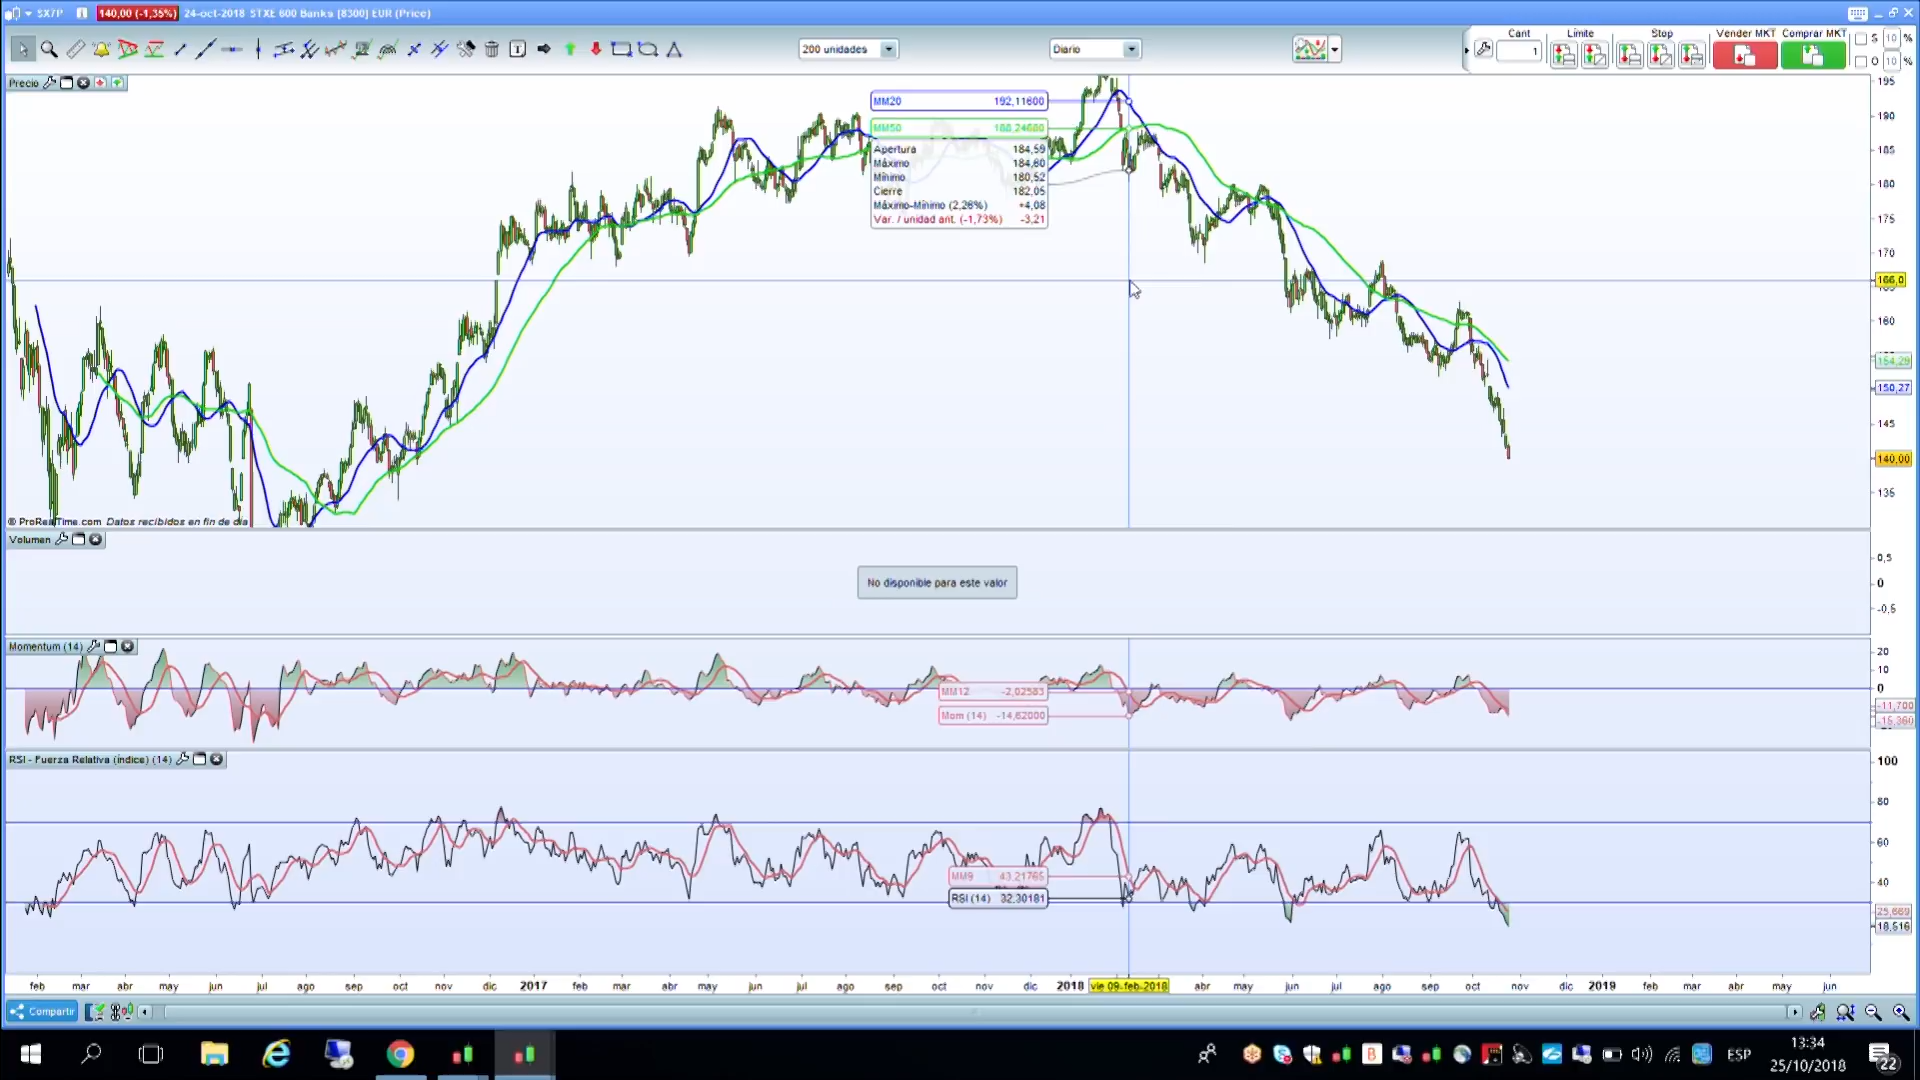 SX7P 140,00 (-1,35%) 24-oct-2018 STXE 600 Banks [8300] EUR (Price)
200 unidades
Diario
Cant Límite Stop Vender MKT Comprar MKT
1
S 10 %
O 10 %
Precio
MM20 192,11600
MM50 188,24680
Apertura 184,59
Máximo 184,60
Mínimo 180,52
Cierre 182,05
Máximo-Mínimo (2,26%) +4,08
Var. / unidad ant. (-1,73%) -3,21
195
190
185
180
175
170
166,0
160
154,29
150,27
145
140,00
135
© ProRealTime.com Datos recibidos en fin de día
Volumen
No disponible para este valor
0,5
0
-0,5
Momentum (14)
MM12 -2,02583
Mom (14) -14,62000
20
10
0
-11,700
-15,360
RSI - Fuerza Relativa (índice) (14)
MM9 43,21765
RSI (14) 32,30181
100
80
60
40
25,669
18,516
feb mar abr may jun jul ago sep oct nov dic 2017 feb mar abr may jun jul ago sep oct nov dic 2018 vie 09-feb-2018 abr may jun jul ago sep oct nov dic 2019 feb mar abr may jun
Compartir
ESP
13:34
25/10/2018
22